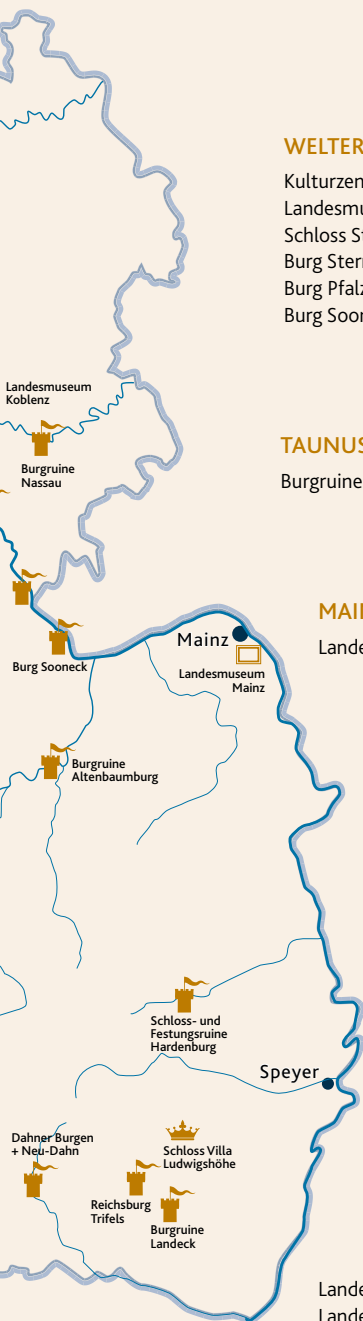 WELTER
Kulturzen
Landesmu
Schloss St
Burg Ster
Burg Pfalz
Burg Soon
Landesmuseum
Koblenz
TAUNUS
Burgruine
Burgruine
Nassau
MAI
Lande
Mainz
Landesmuseum
Mainz
Burg Sooneck
Burgruine
Altenbaumburg
Schloss- und
Festungsruine
Hardenburg
Speyer
Dahner Burgen
+ Neu-Dahn
Schloss Villa
Ludwigshöhe
Reichsburg
Trifels
Burgruine
Landeck
Lande
Lande